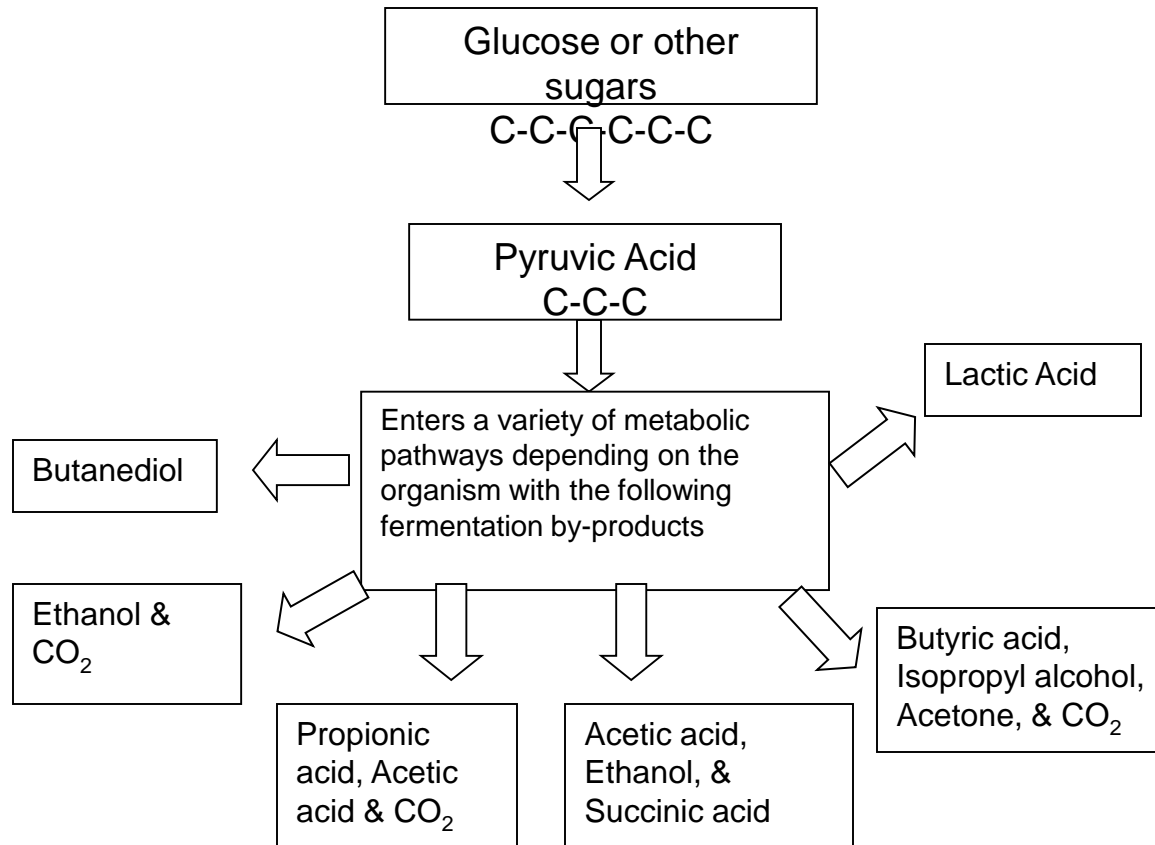 Glucose or other
sugars
C-C-C-C-C-C
Pyruvic Acid
C-C-C
Enters a variety of metabolic
pathways depending on the
organism with the following
fermentation by-products
Lactic Acid
Butanediol
Ethanol &
CO₂
Propionic
acid, Acetic
acid & CO₂
Acetic acid,
Ethanol, &
Succinic acid
Butyric acid,
Isopropyl alcohol,
Acetone, & CO₂